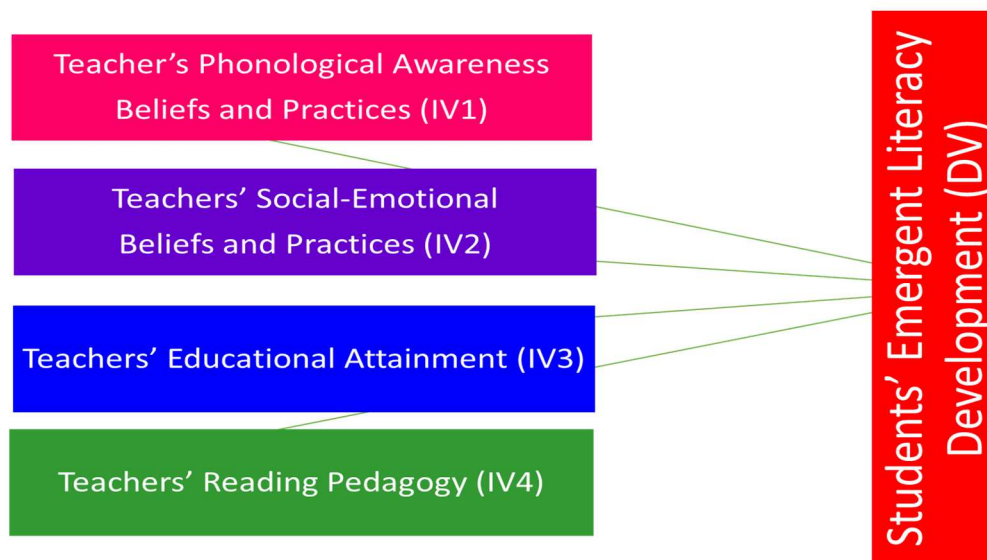 Teacher’s Phonological Awareness
Beliefs and Practices (IV1)
Teachers’ Social-Emotional
Beliefs and Practices (IV2)
Teachers’ Educational Attainment (IV3)
Teachers’ Reading Pedagogy (IV4)
Students’ Emergent Literacy
Development (DV)